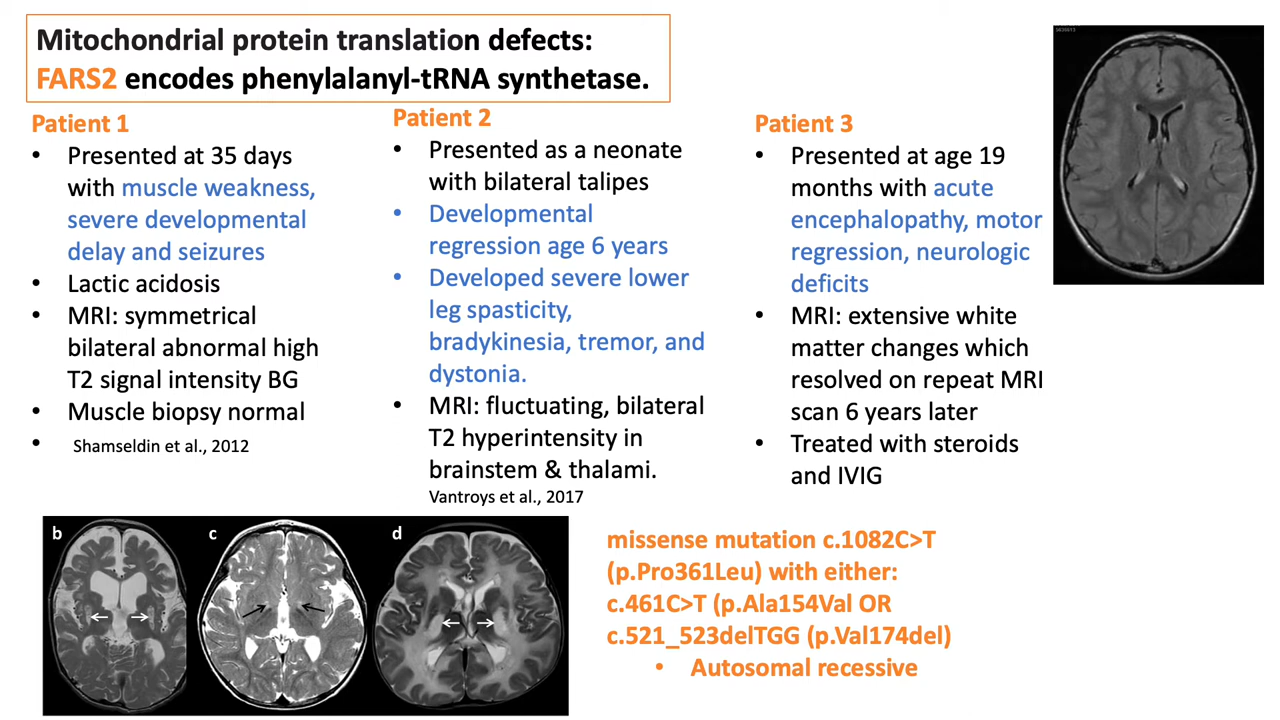 Mitochondrial protein translation defects:
FARS2 encodes phenylalanyl-tRNA synthetase.
Patient 1
• Presented at 35 days
with muscle weakness,
severe developmental
delay and seizures
• Lactic acidosis
• MRI: symmetrical
bilateral abnormal high
T2 signal intensity BG
• Muscle biopsy normal
• Shamseldin et al., 2012
Patient 2
• Presented as a neonate
with bilateral talipes
• Developmental
regression age 6 years
• Developed severe lower
leg spasticity,
bradykinesia, tremor, and
dystonia.
• MRI: fluctuating, bilateral
T2 hyperintensity in
brainstem & thalami.
Vantroys et al., 2017
Patient 3
• Presented at age 19
months with acute
encephalopathy, motor
regression, neurologic
deficits
• MRI: extensive white
matter changes which
resolved on repeat MRI
scan 6 years later
• Treated with steroids
and IVIG
b
c
d
missense mutation c.1082C>T
(p.Pro361Leu) with either:
c.461C>T (p.Ala154Val OR
c.521_523delTGG (p.Val174del)
• Autosomal recessive